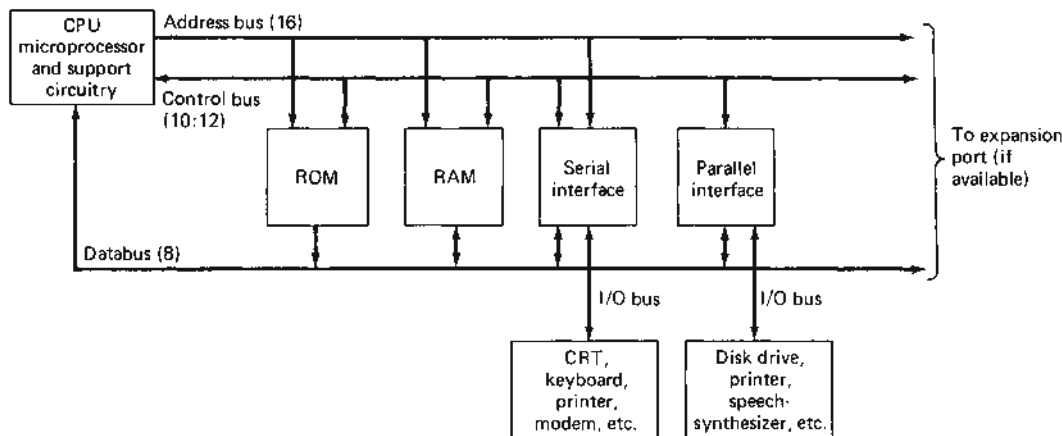 CPU
microprocessor
and support
circuitry
Address bus (16)
Control bus
(10:12)
ROM
RAM
Serial
interface
Parallel
interface
To expansion
port (if
available)
Databus (8)
I/O bus
I/O bus
CRT,
keyboard,
printer,
modem, etc.
Disk drive,
printer,
speech-
synthesizer, etc.